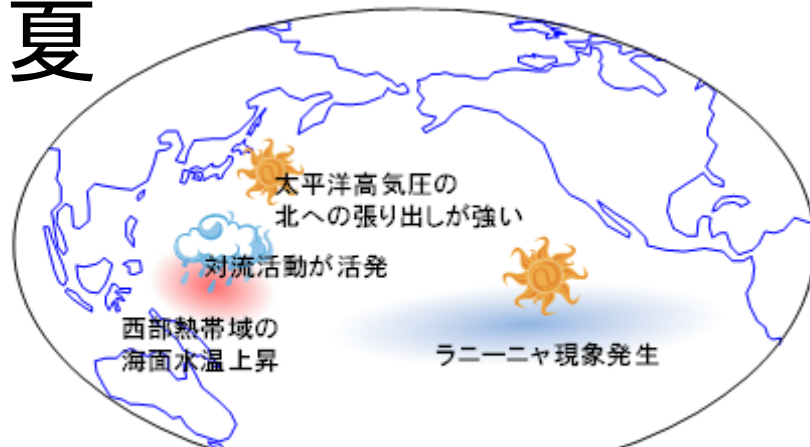 夏
太平洋高気圧の
北への張り出しが強い
対流活動が活発
西部熱帯域の
海面水温上昇
ラニーニャ現象発生